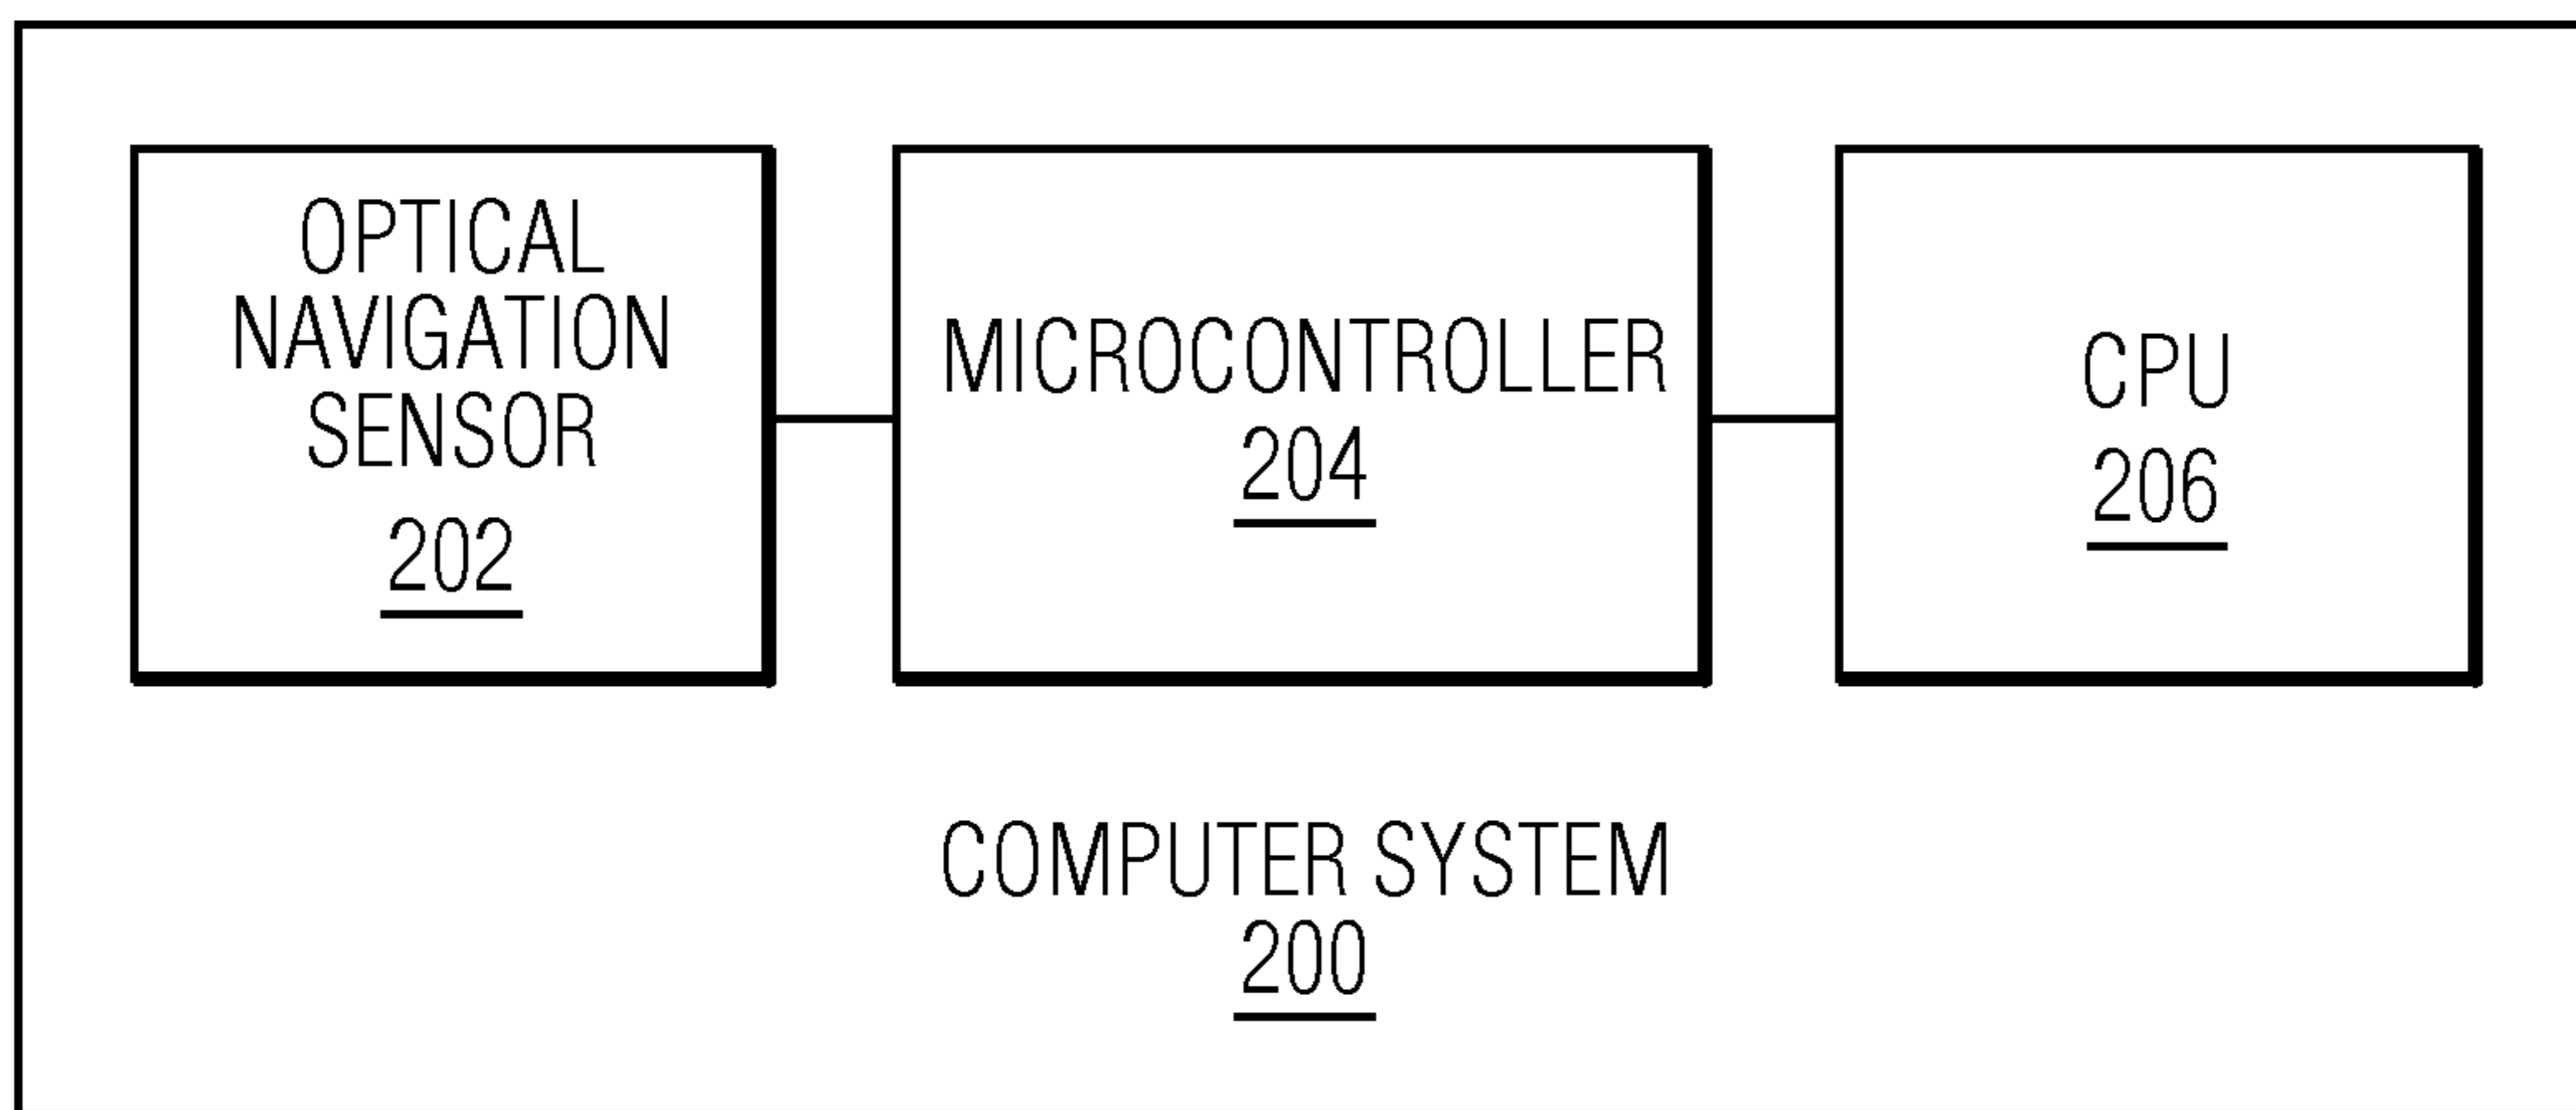 OPTICAL
NAVIGATION
SENSOR
202
MICROCONTROLLER
204
CPU
206
COMPUTER SYSTEM
200